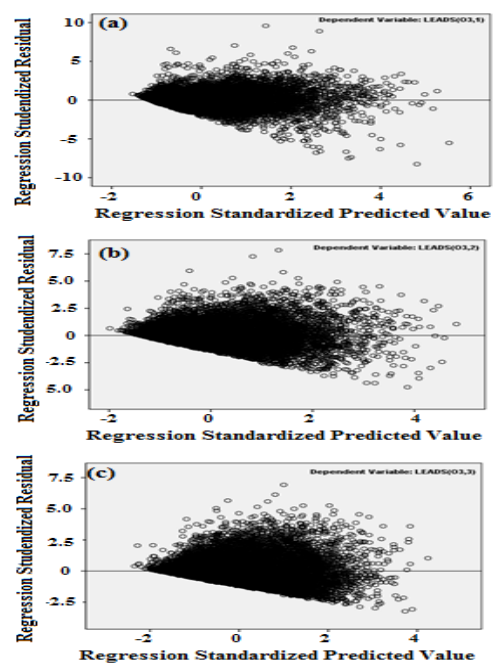 (a)
Dependent Variable: LEADS(O3,1)
Regression Studendized Residual
10
5
0
-5
-10
-2 0 2 4 6
Regression Standardized Predicted Value
(b)
Dependent Variable: LEADS(O3,2)
Regression Studendized Residual
7.5
5.0
2.5
0
-2.5
5.0
-2 0 2 4
Regression Standardized Predicted Value
(c)
Dependent Variable: LEADS(O3,3)
Regression Studendized Residual
7.5
5.0
2.5
0
-2.5
-2 0 2 4
Regression Standardized Predicted Value